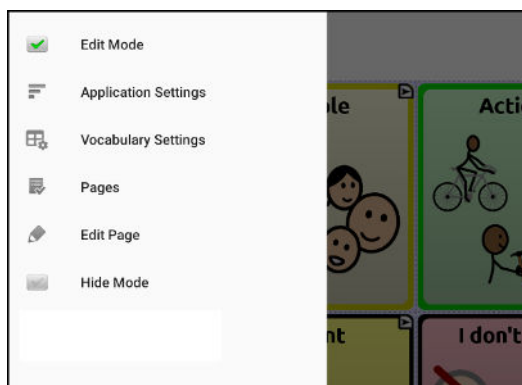 Edit Mode
Application Settings
Vocabulary Settings
Pages
Edit Page
Hide Mode
I don't